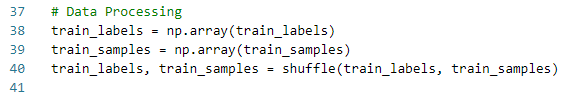 37 # Data Processing
38 train_labels = np.array(train_labels)
39 train_samples = np.array(train_samples)
40 train_labels, train_samples = shuffle(train_labels, train_samples)
41